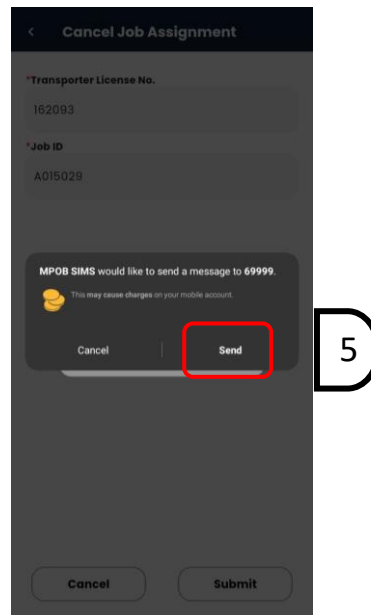 Cancel Job Assignment
*Transporter License No.
162093
*Job ID
A015029
MPOB SIMS would like to send a message to 69999.
This may cause charges on your mobile account.
Cancel
Send
5
Cancel
Submit